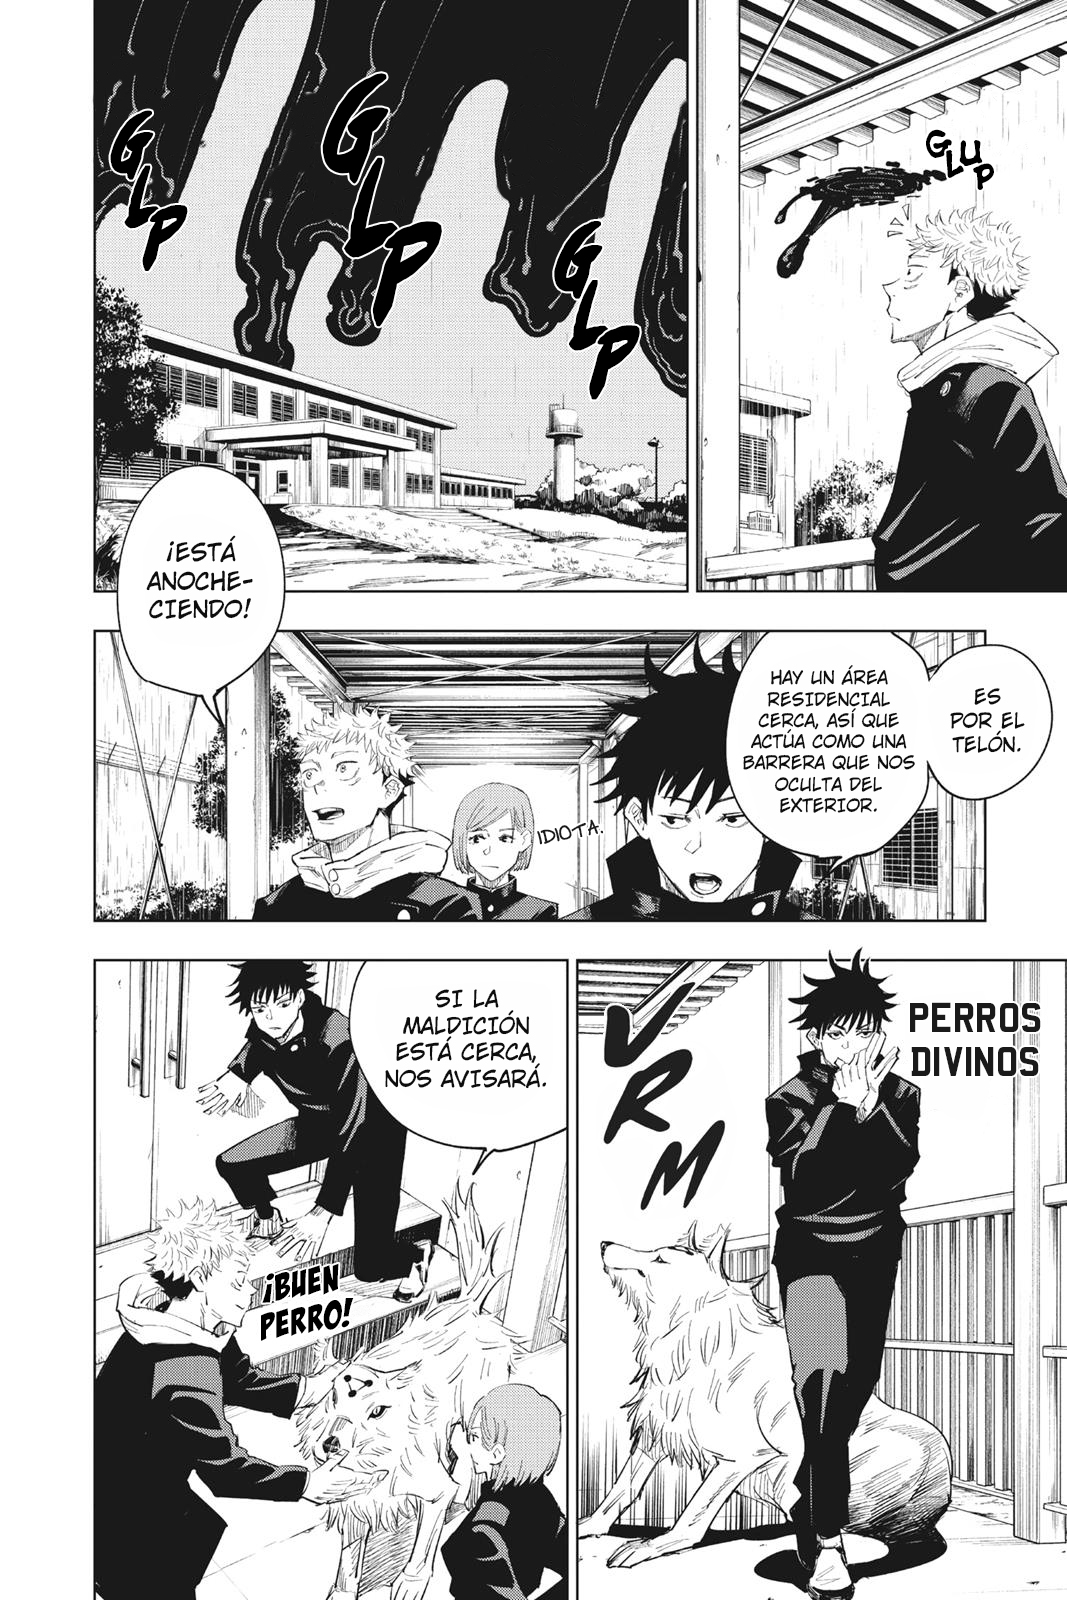 GLUP
GLP
GLP
GLP
ES
POR EL
TELÓN.
HAY UN ÁREA
RESIDENCIAL
CERCA, ASÍ QUE
ACTÚA COMO UNA
BARRERA QUE NOS
OCULTA DEL
EXTERIOR.
IDIOTA.
¡ESTÁ
ANOCHE-
CIENDO!
PERROS
DIVINOS
VRM
SI LA
MALDICIÓN
ESTÁ CERCA,
NOS AVISARÁ.
¡BUEN
PERRO!